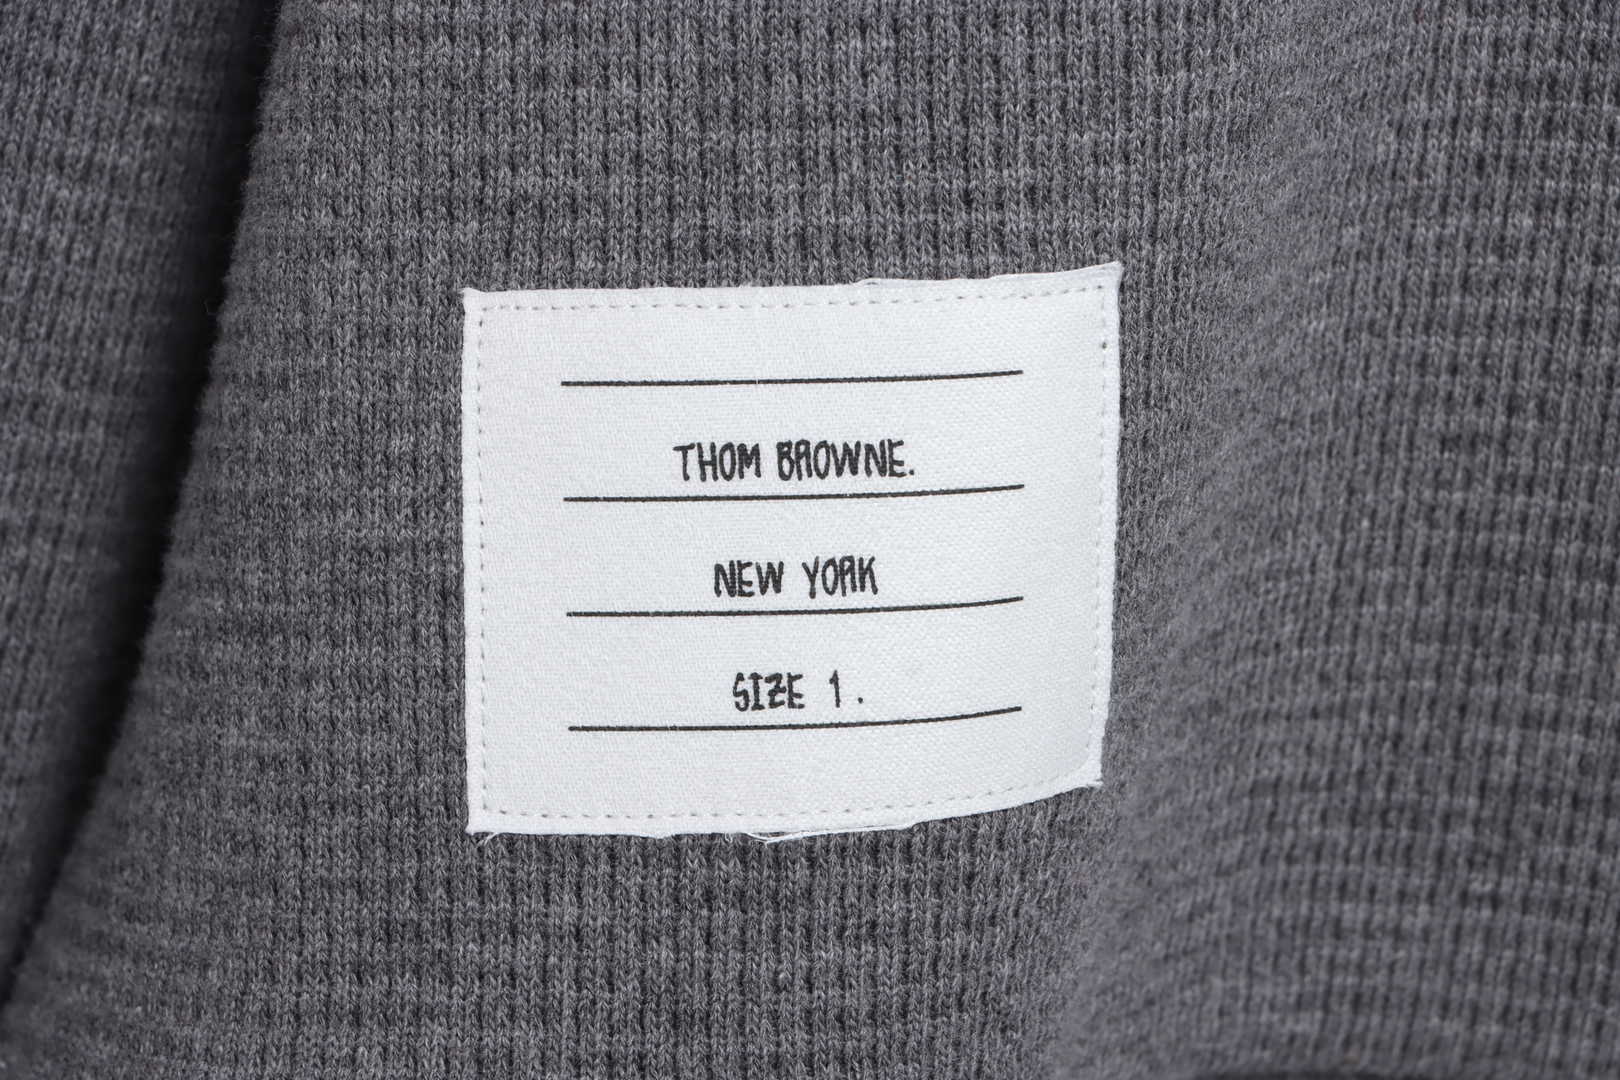 THOM BROWNE.
NEW YORK
SIZE 1.